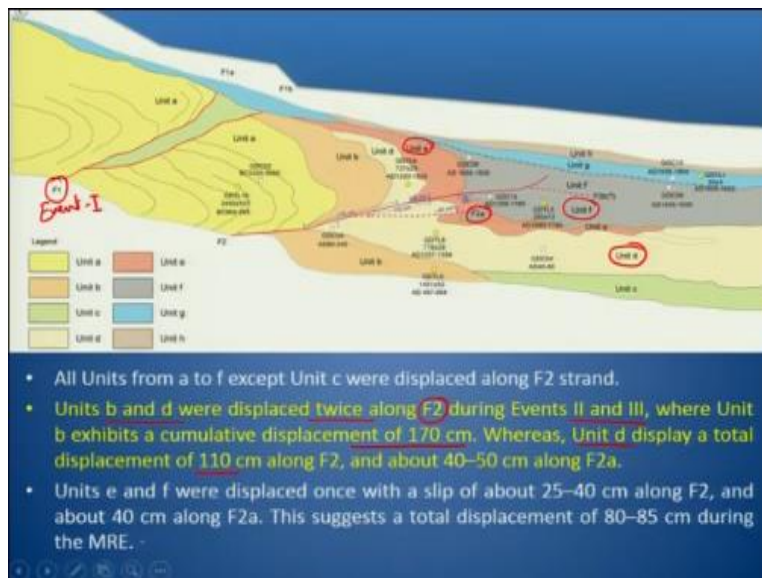 F1a
F1b
Unit a
Unit a
Unit b
Unit d
Unit e
Unit h
Unit g
Unit f
F1
Event-I
F2
F2a
Unit f
Unit e
Unit d
Unit b
Unit c
Legend
Unit a
Unit e
Unit b
Unit f
Unit c
Unit g
Unit d
Unit h
• All Units from a to f except Unit c were displaced along F2 strand.
• Units b and d were displaced twice along F2 during Events II and III, where Unit
b exhibits a cumulative displacement of 170 cm. Whereas, Unit d display a total
displacement of 110 cm along F2, and about 40–50 cm along F2a.
• Units e and f were displaced once with a slip of about 25–40 cm along F2, and
about 40 cm along F2a. This suggests a total displacement of 80–85 cm during
the MRE.